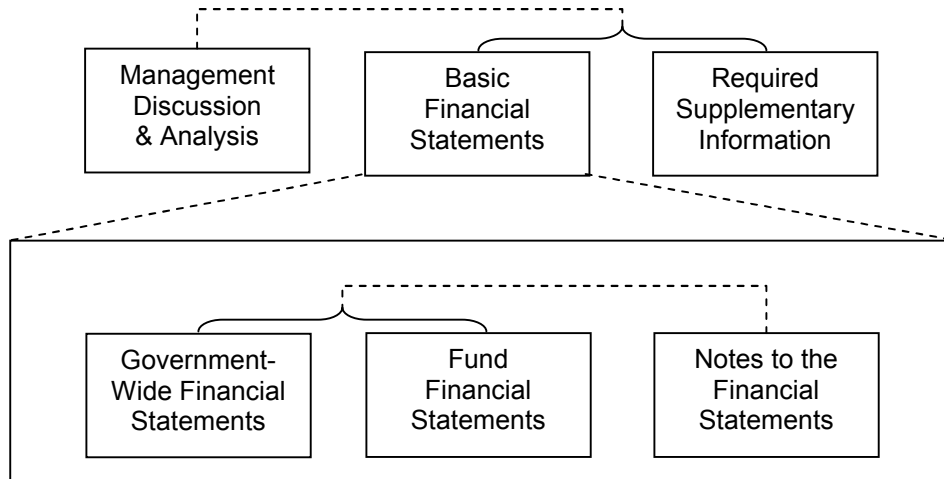 Management
Discussion
& Analysis
Basic
Financial
Statements
Required
Supplementary
Information
Government-
Wide Financial
Statements
Fund
Financial
Statements
Notes to the
Financial
Statements